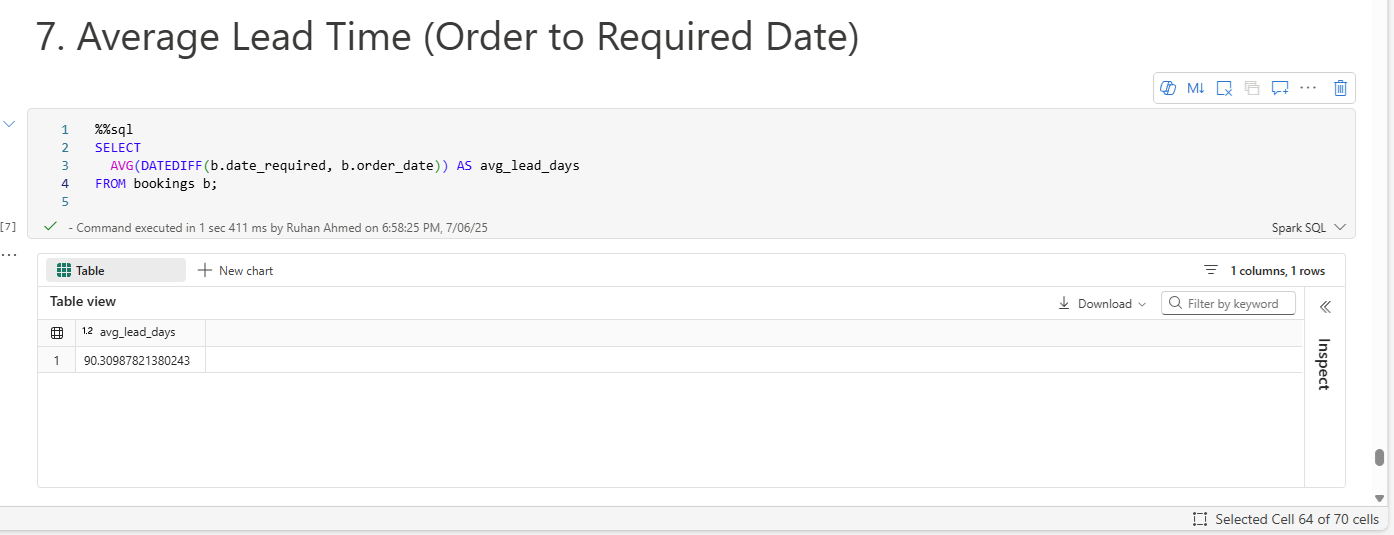 7. Average Lead Time (Order to Required Date)
M↓ ...
1 %%sql
2 SELECT
3 AVG(DATEDIFF(b.date_required, b.order_date)) AS avg_lead_days
4 FROM bookings b;
5
[7] - Command executed in 1 sec 411 ms by Ruhan Ahmed on 6:58:25 PM, 7/06/25 Spark SQL
...
Table New chart 1 columns, 1 rows
Table view Download Filter by keyword
1.2 avg_lead_days
1 90.30987821380243
Inspect
Selected Cell 64 of 70 cells